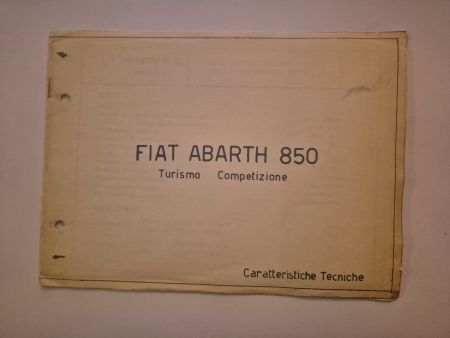 FIAT ABARTH 850
Turismo Competizione
Caratteristiche Tecniche